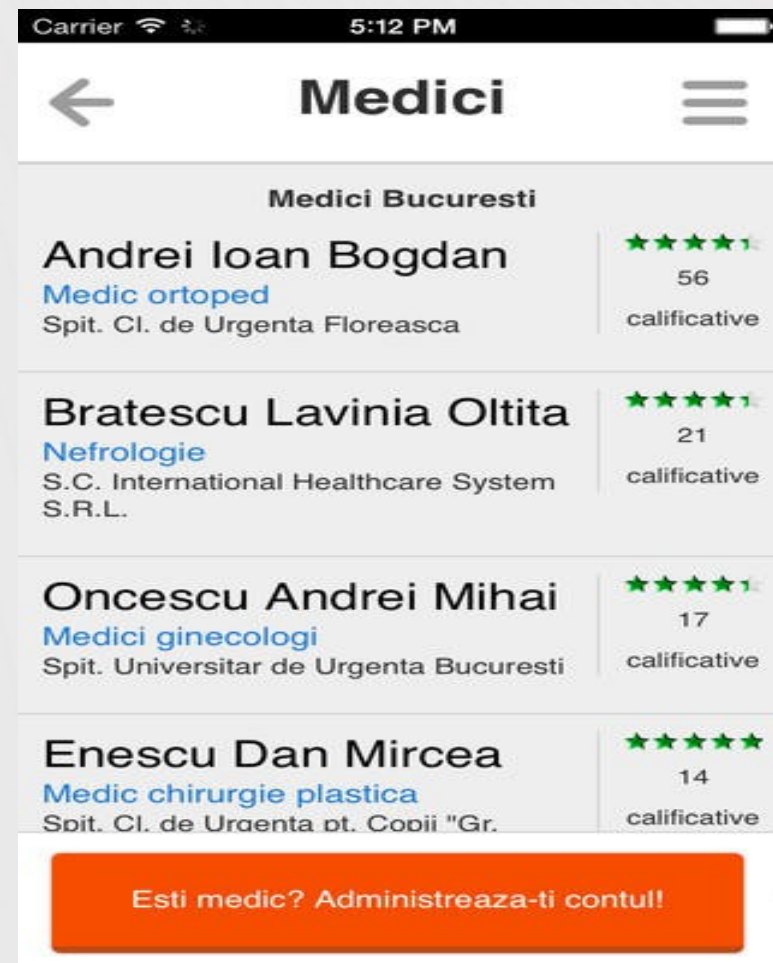 Carrier 5:12 PM
Medici
Medici Bucuresti
Andrei Ioan Bogdan
Medic ortoped
Spit. Cl. de Urgenta Floreasca
56
calificative
Bratescu Lavinia Oltita
Nefrologie
S.C. International Healthcare System
S.R.L.
21
calificative
Oncescu Andrei Mihai
Medici ginecologi
Spit. Universitar de Urgenta Bucuresti
17
calificative
Enescu Dan Mircea
Medic chirurgie plastica
Spit. Cl. de Urgenta pt. Copii "Gr.
14
calificative
Esti medic? Administreaza-ti contul!